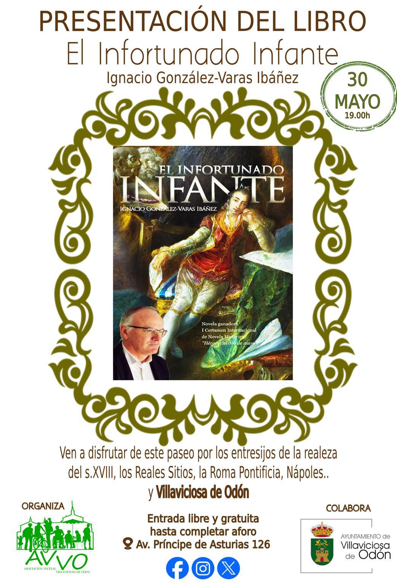 PRESENTACIÓN DEL LIBRO
El Infortunado Infante
Ignacio González-Varas Ibáñez
30
MAYO
19.00h
EL INFORTUNADO
INFANTE
IGNACIO GONZÁLEZ-VARAS IBÁÑEZ
Novela ganadora
I Certamen Internacional
de Novela Histórica
Ven a disfrutar de este paseo por los entresijos de la realeza
del s.XVIII, los Reales Sitios, la Roma Pontificia, Nápoles..
y Villaviciosa de Odón
ORGANIZA
AVVO
Entrada libre y gratuita
hasta completar aforo
Av. Príncipe de Asturias 126
COLABORA
AYUNTAMIENTO de
Villaviciosa
de Odón